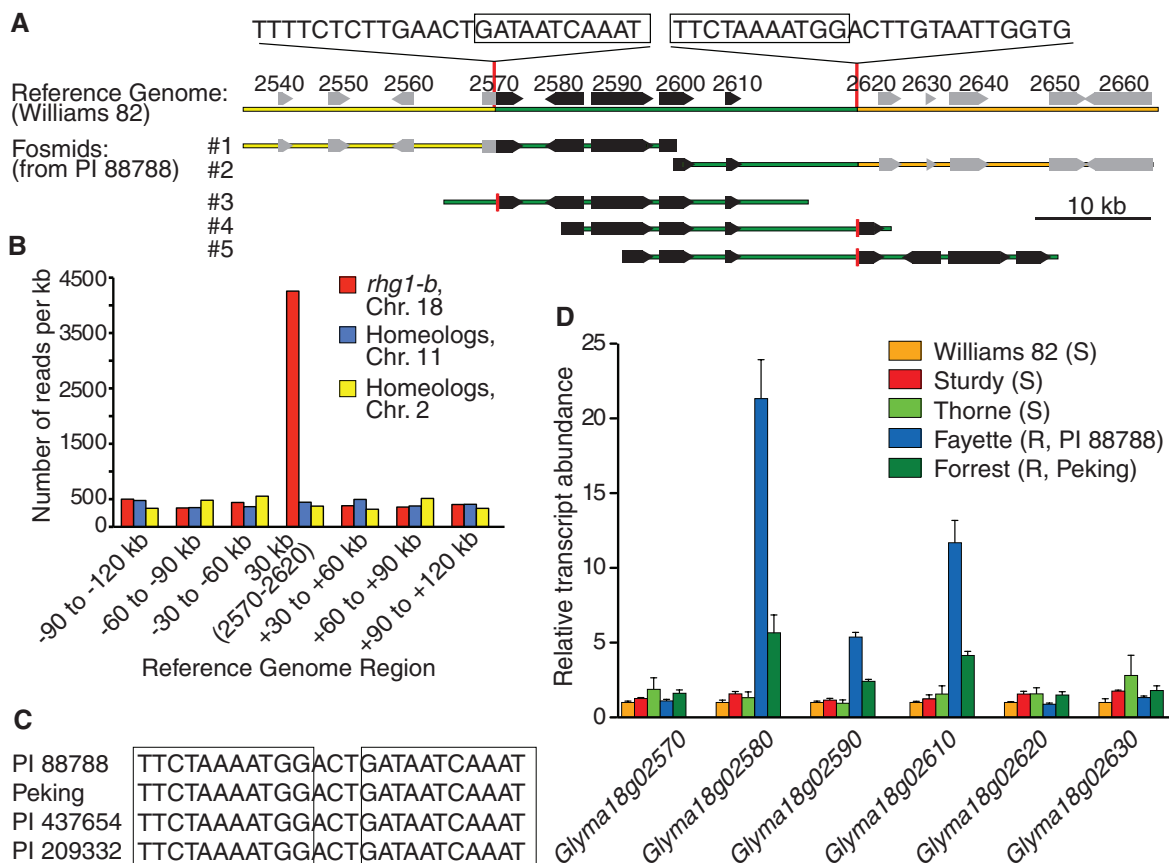 A
TTTTCTCTTGAACTGATAATCAAAT TTCTAAAATGGACTTGTAATTGGTG
2540 2550 2560 2570 2580 2590 2600 2610 2620 2630 2640 2650 2660
Reference Genome:
(Williams 82)
Fosmids:
(from PI 88788)
#1
#2
#3
#4
#5
10 kb
B
Number of reads per kb
4500
3500
2500
1500
500
0
rhg1-b,
Chr. 18
Homeologs,
Chr. 11
Homeologs,
Chr. 2
-90 to -120 kb
-60 to -90 kb
-30 to -60 kb
30 kb
(2570-2620)
+30 to +60 kb
+60 to +90 kb
+90 to +120 kb
Reference Genome Region
C
PI 88788 TTCTAAAATGGACTGATAATCAAAT
Peking TTCTAAAATGGACTGATAATCAAAT
PI 437654 TTCTAAAATGGACTGATAATCAAAT
PI 209332 TTCTAAAATGGACTGATAATCAAAT
D
Relative transcript abundance
25
20
15
10
5
0
Williams 82 (S)
Sturdy (S)
Thorne (S)
Fayette (R, PI 88788)
Forrest (R, Peking)
Glyma18g02570
Glyma18g02580
Glyma18g02590
Glyma18g02610
Glyma18g02620
Glyma18g02630